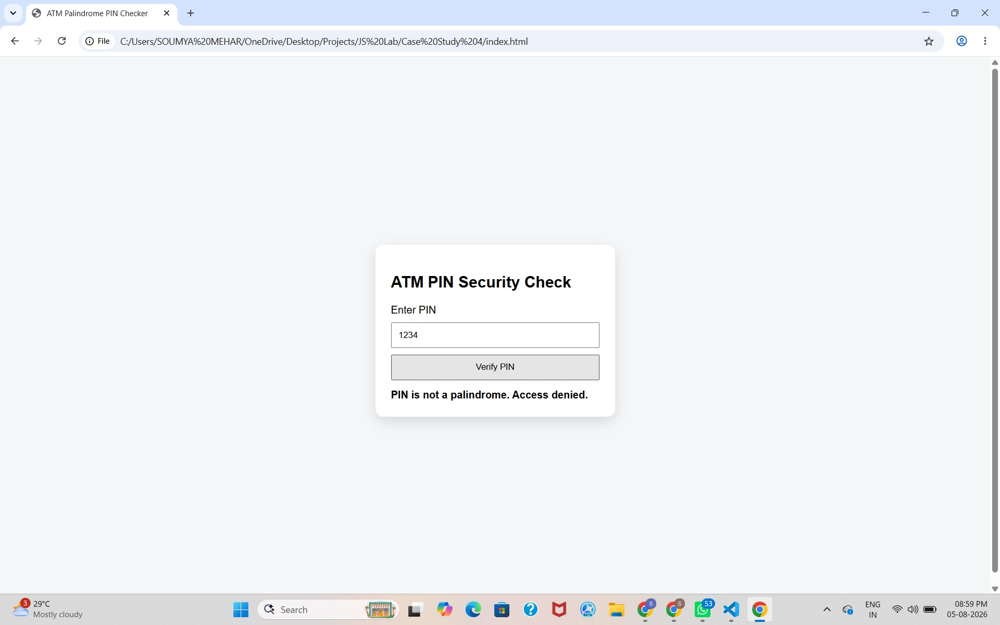 ATM Palindrome PIN Checker
File
C:/Users/SOUMYA%20MEHAR/OneDrive/Desktop/Projects/JS%20Lab/Case%20Study%204/index.html
ATM PIN Security Check
Enter PIN
1234
Verify PIN
PIN is not a palindrome. Access denied.
3
29°C
Mostly cloudy
Search
BETA
S
S
53
ENG
IN
08:59 PM
05-08-2026